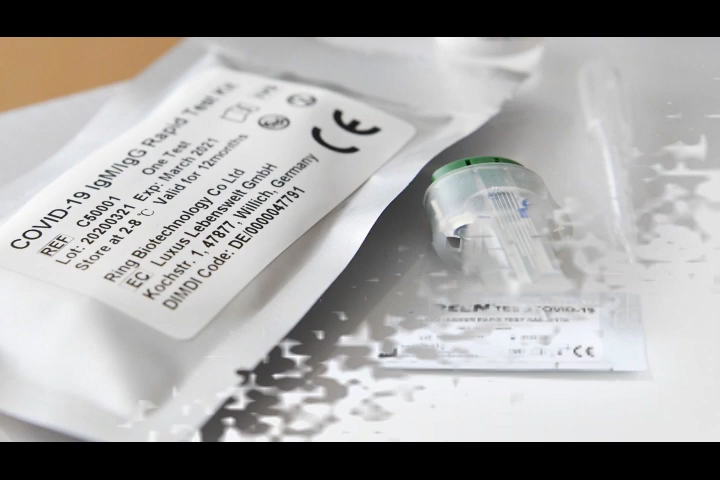 COVID-19 IgM/IgG Rapid Test Kit
IVD
REF: C50001 One Test
Lot: 20200321 Exp: March 2021
Store at 2-8 ℃ Valid for 12months
CE
Ring Biotechnology Co Ltd
EC Luxus Lebenswelt GmbH
Kochstr. 1, 47877, Willich, Germany
DIMDI Code: DE/0000047791
COVID-19
CE